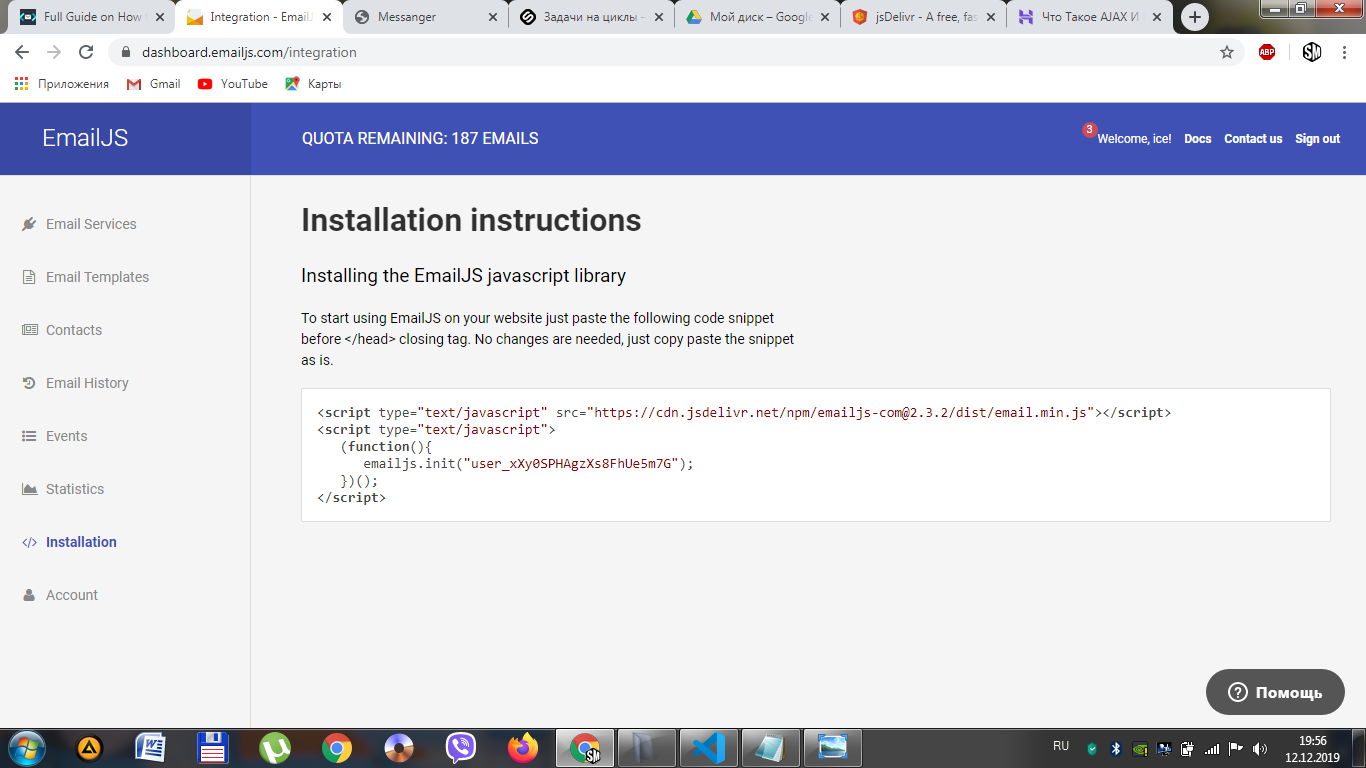 Full Guide on How
Integration - EmailJ
Messanger
Задачи на циклы -
Мой диск – Google
jsDelivr - A free, fas
Что Такое AJAX И
dashboard.emailjs.com/integration
ABP
SM
Приложения
Gmail
YouTube
Карты
EmailJS
QUOTA REMAINING: 187 EMAILS
3
Welcome, ice!
Docs
Contact us
Sign out
Email Services
Email Templates
Contacts
Email History
Events
Statistics
Installation
Account
Installation instructions
Installing the EmailJS javascript library
To start using EmailJS on your website just paste the following code snippet
before </head> closing tag. No changes are needed, just copy paste the snippet
as is.
<script type="text/javascript" src="https://cdn.jsdelivr.net/npm/emailjs-com@2.3.2/dist/email.min.js"></script>
<script type="text/javascript">
(function(){
emailjs.init("user_xXy0SPHAgzXs8FhUe5m7G");
})();
</script>
Помощь
SM
RU
19:56
12.12.2019